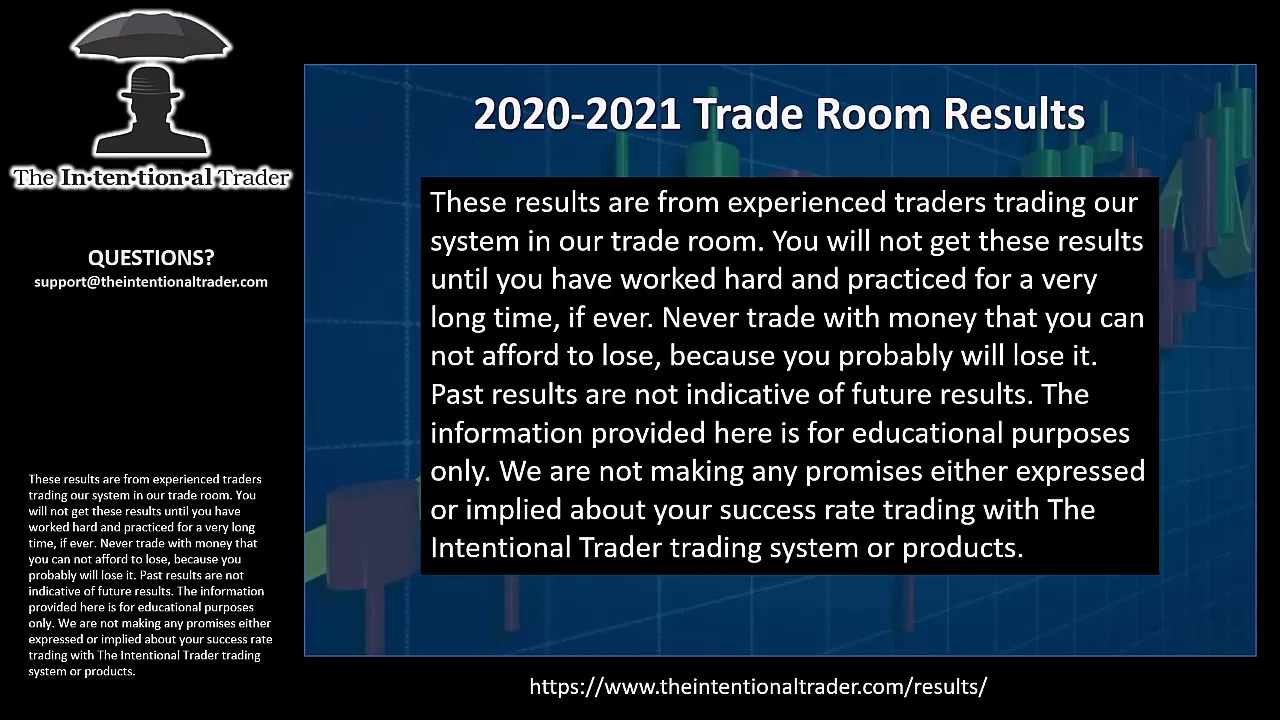 The In·ten·tion·al Trader
QUESTIONS?
support@theintentionaltrader.com
These results are from experienced traders
trading our system in our trade room. You
will not get these results until you have
worked hard and practiced for a very long
time, if ever. Never trade with money that
you can not afford to lose, because you
probably will lose it. Past results are not
indicative of future results. The information
provided here is for educational purposes
only. We are not making any promises either
expressed or implied about your success rate
trading with The Intentional Trader trading
system or products.
2020-2021 Trade Room Results
These results are from experienced traders trading our
system in our trade room. You will not get these results
until you have worked hard and practiced for a very
long time, if ever. Never trade with money that you can
not afford to lose, because you probably will lose it.
Past results are not indicative of future results. The
information provided here is for educational purposes
only. We are not making any promises either expressed
or implied about your success rate trading with The
Intentional Trader trading system or products.
https://www.theintentionaltrader.com/results/